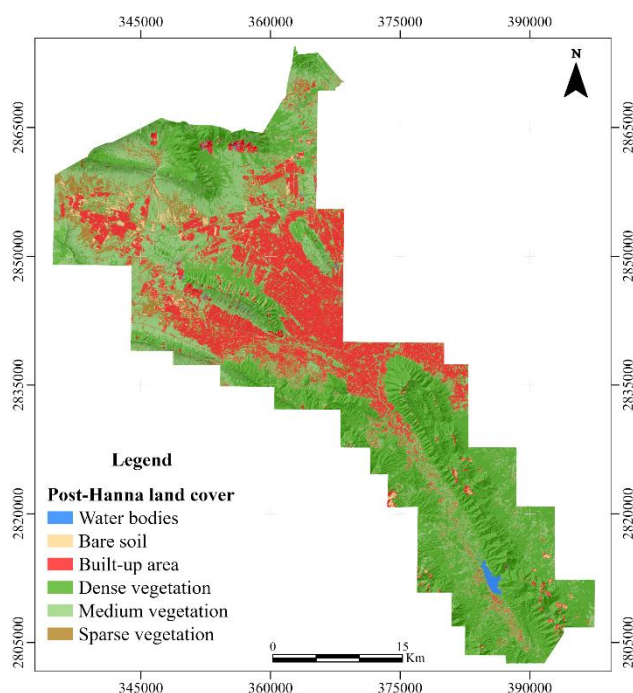 345000 360000 375000 390000
N
2865000 2865000
2850000 2850000
2835000 2835000
2820000 2820000
2805000 2805000
Legend
Post-Hanna land cover
Water bodies
Bare soil
Built-up area
Dense vegetation
Medium vegetation
Sparse vegetation
0 15
Km
345000 360000 375000 390000